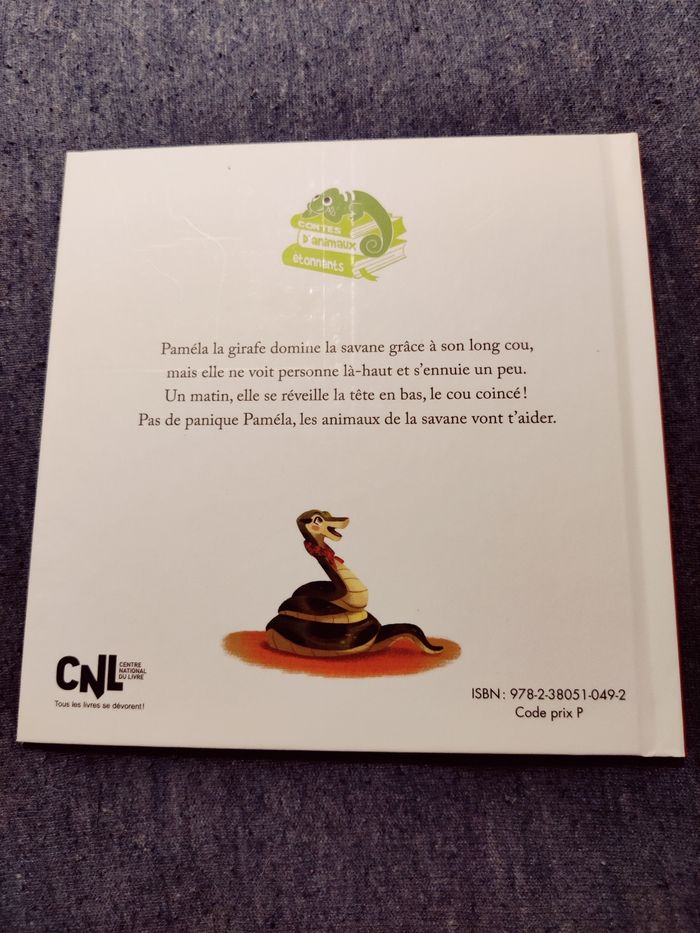 CONTES
D'animaux
étonnants
Paméla la girafe domine la savane grâce à son long cou,
mais elle ne voit personne là-haut et s'ennuie un peu.
Un matin, elle se réveille la tête en bas, le cou coincé !
Pas de panique Paméla, les animaux de la savane vont t'aider.
CNL CENTRE
NATIONAL
DU LIVRE
Tous les livres se dévorent !
ISBN : 978-2-38051-049-2
Code prix P